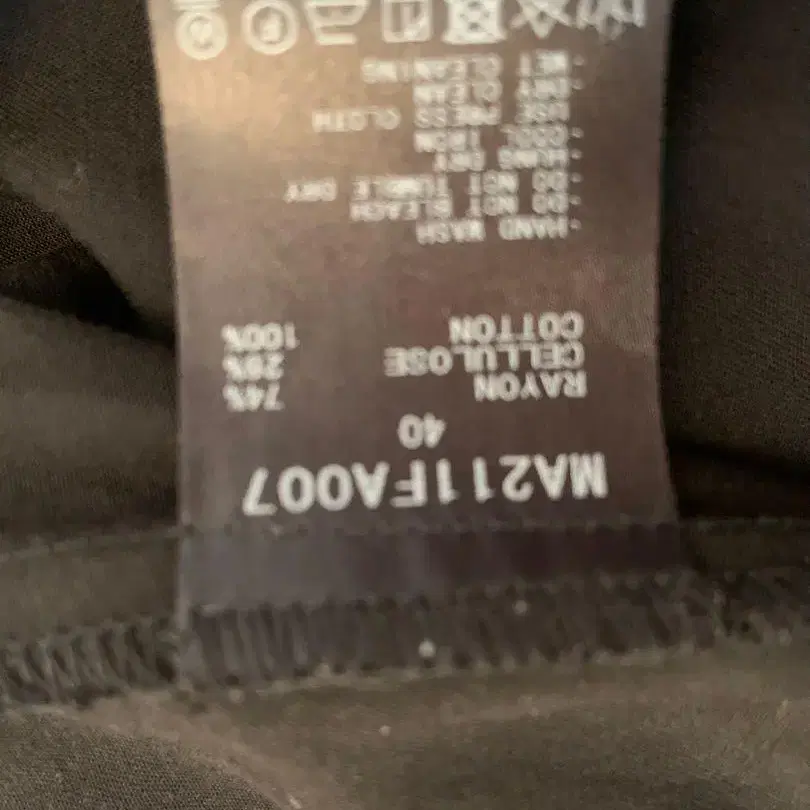 MA211FA007
40
RAYON 74%
CELLULOSE 26%
COTTON 100%
-HAND WASH
-DO NOT BLEACH
-DO NOT TUMBLE DRY
-HUNG DRY
-COOL IRON
USE PRESS CLOTH
-DRY CLEAN
-WET CLEANING
P